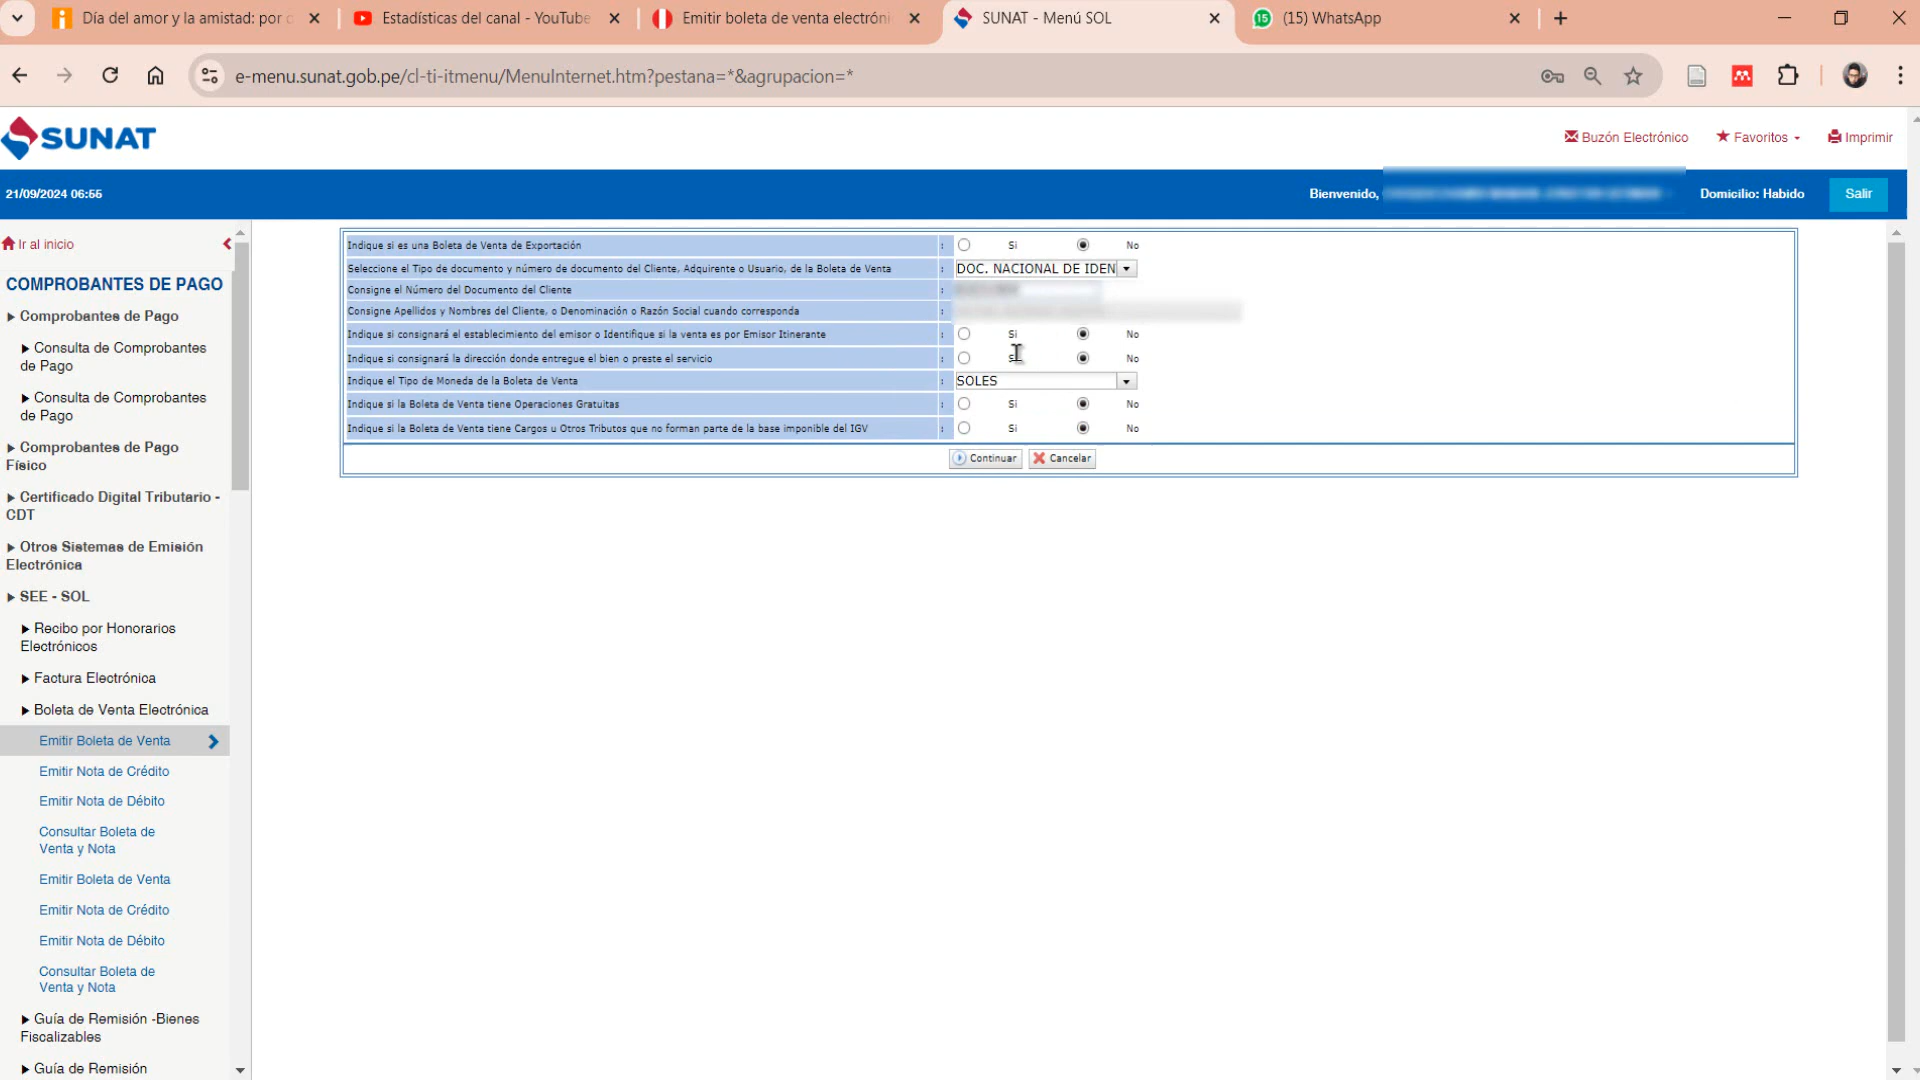 Día del amor y la amistad: por
Estadísticas del canal - YouTube
Emitir boleta de venta electróni
SUNAT - Menú SOL
(15) WhatsApp
e-menu.sunat.gob.pe/cl-ti-itmenu/MenuInternet.htm?pestana=*&agrupacion=*
SUNAT
Buzón Electrónico
Favoritos
Imprimir
21/09/2024 06:55
Bienvenido,
Domicilio: Habido
Salir
Ir al inicio
COMPROBANTES DE PAGO
Comprobantes de Pago
Consulta de Comprobantes
de Pago
Consulta de Comprobantes
de Pago
Comprobantes de Pago
Físico
Certificado Digital Tributario -
CDT
Otros Sistemas de Emisión
Electrónica
SEE - SOL
Recibo por Honorarios
Electrónicos
Factura Electrónica
Boleta de Venta Electrónica
Emitir Boleta de Venta
Emitir Nota de Crédito
Emitir Nota de Débito
Consultar Boleta de
Venta y Nota
Emitir Boleta de Venta
Emitir Nota de Crédito
Emitir Nota de Débito
Consultar Boleta de
Venta y Nota
Guía de Remisión -Bienes
Fiscalizables
Guía de Remisión
Indique si es una Boleta de Venta de Exportación : Si No
Seleccione el Tipo de documento y número de documento del Cliente, Adquirente o Usuario, de la Boleta de Venta : DOC. NACIONAL DE IDEN
Consigne el Número del Documento del Cliente :
Consigne Apellidos y Nombres del Cliente, o Denominación o Razón Social cuando corresponda :
Indique si consignará el establecimiento del emisor o Identifique si la venta es por Emisor Itinerante : Si No
Indique si consignará la dirección donde entregue el bien o preste el servicio : Si No
Indique el Tipo de Moneda de la Boleta de Venta : SOLES
Indique si la Boleta de Venta tiene Operaciones Gratuitas : Si No
Indique si la Boleta de Venta tiene Cargos u Otros Tributos que no forman parte de la base imponible del IGV : Si No
Continuar
Cancelar